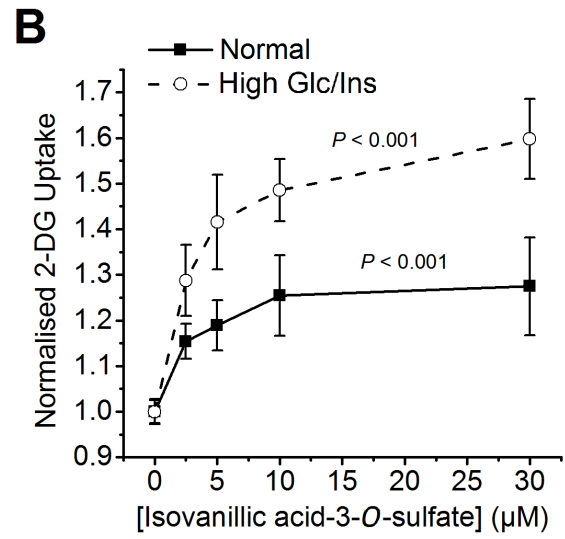 B
Normal
High Glc/Ins
1.7
1.6
1.5
1.4
1.3
1.2
1.1
1.0
0.9
Normalised 2-DG Uptake
P < 0.001
P < 0.001
0 5 10 15 20 25 30
[Isovanillic acid-3-O-sulfate] (µM)